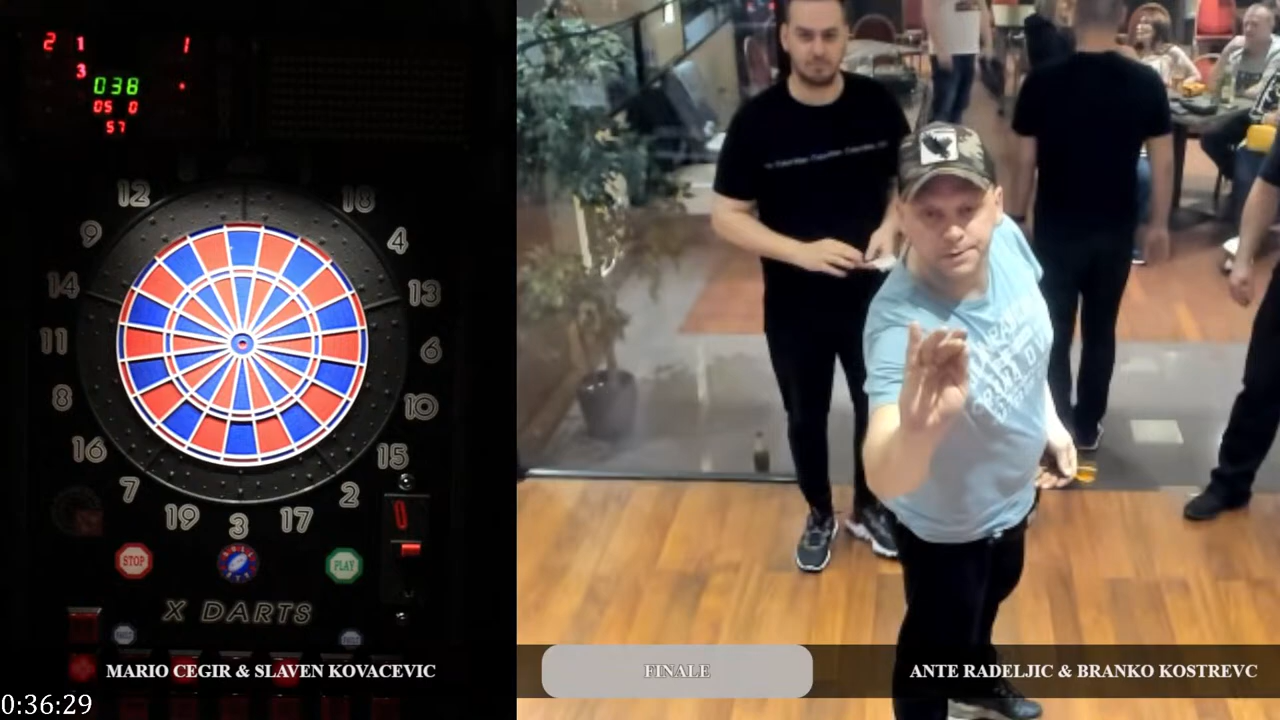 2 1 1
3
038
05 0
57
12 18
9 4
14 13
11 6
8 10
16 15
7 2
19 3 17
STOP PLAY
X DARTS
MARIO CEGIR & SLAVEN KOVACEVIC
FINALE
ANTE RADELJIC & BRANKO KOSTREVC
0:36:29